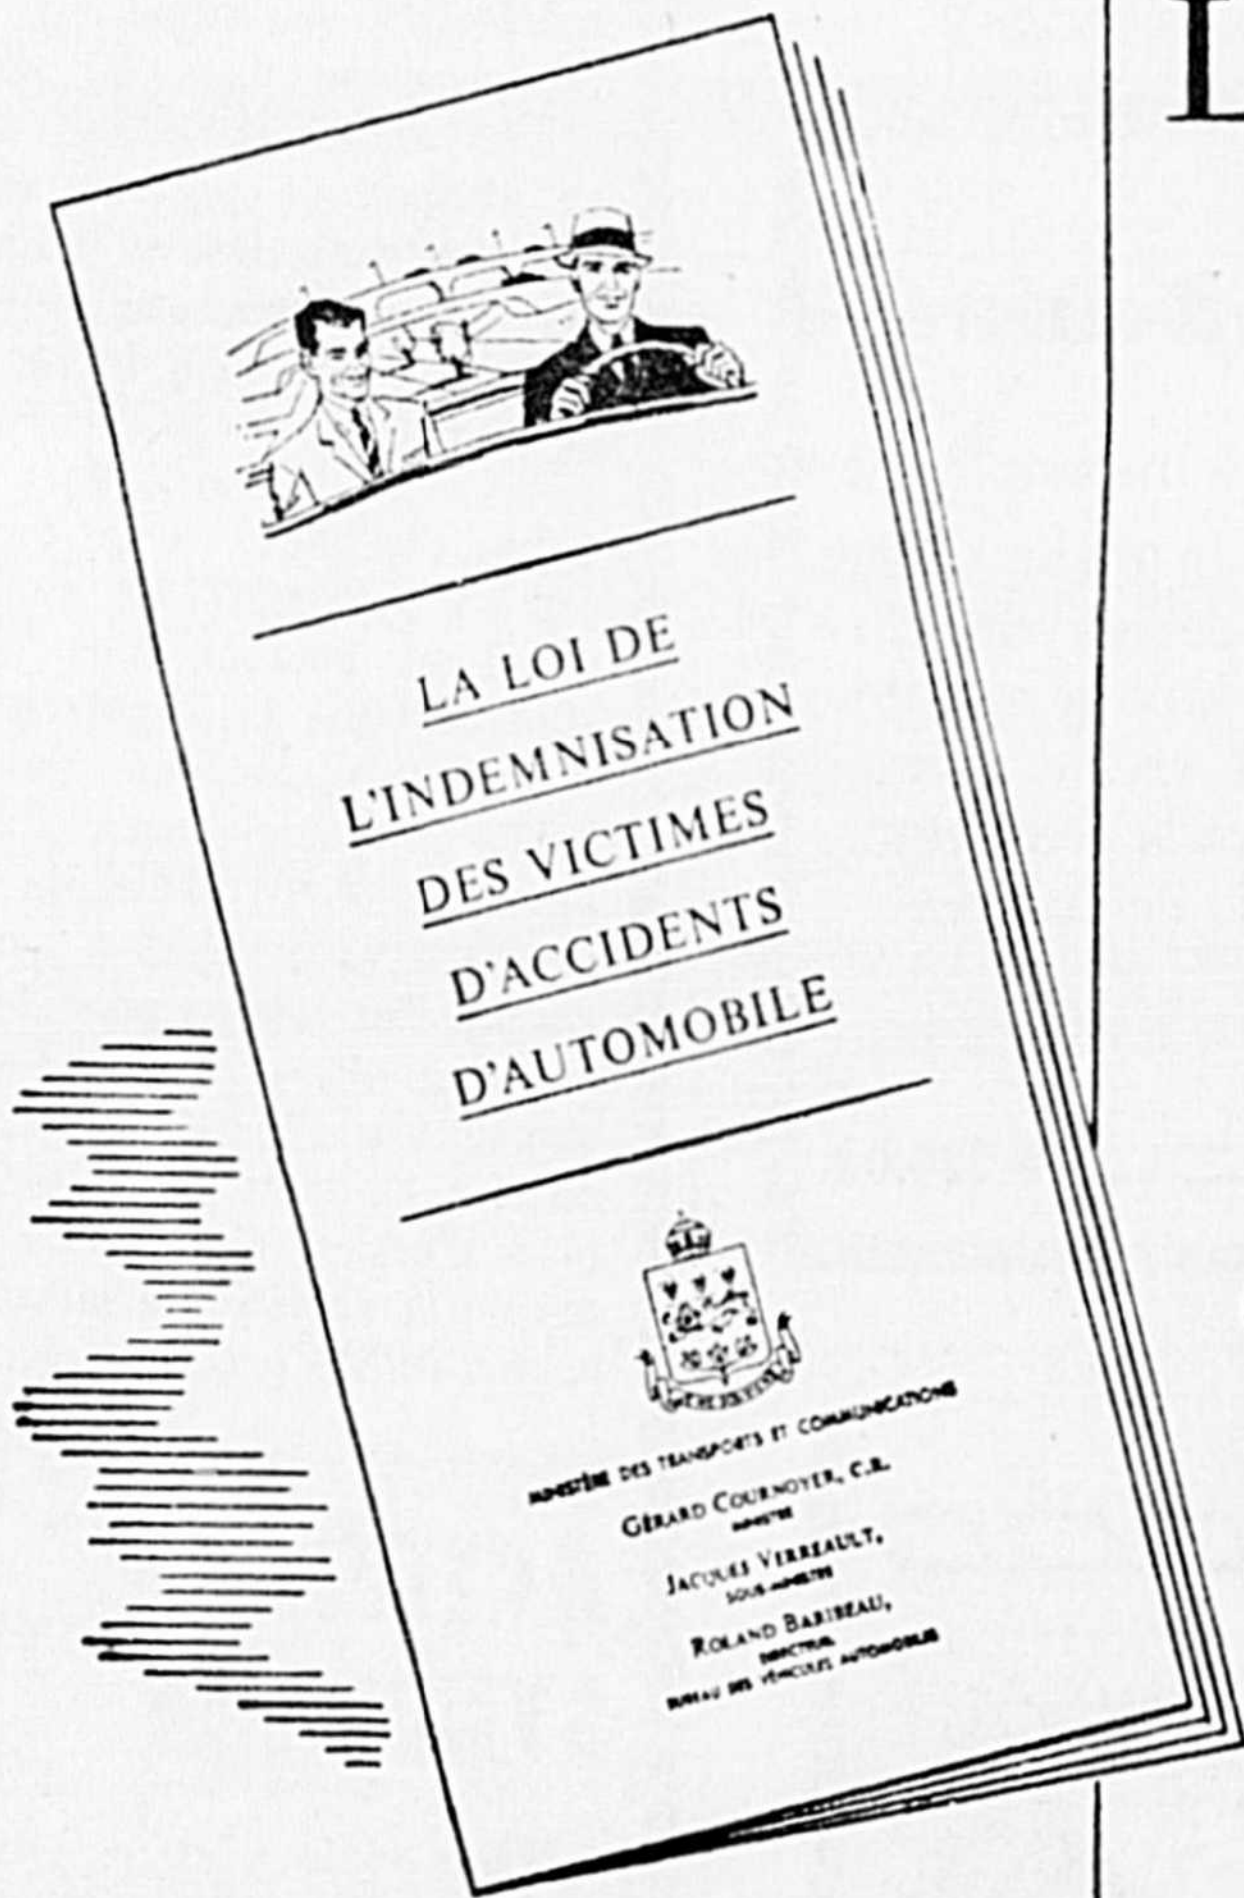 L
LA LOI DE
L'INDEMNISATION
DES VICTIMES
D'ACCIDENTS
D'AUTOMOBILE
MINISTÈRE DES TRANSPORTS ET COMMUNICATIONS
GÉRARD COURNOYER, C.R.
MINISTRE
JACQUES VERREAULT,
SOUS-MINISTRE
ROLAND BARIBEAU,
DIRECTEUR
BUREAU DES VÉHICULES AUTOMOBILES